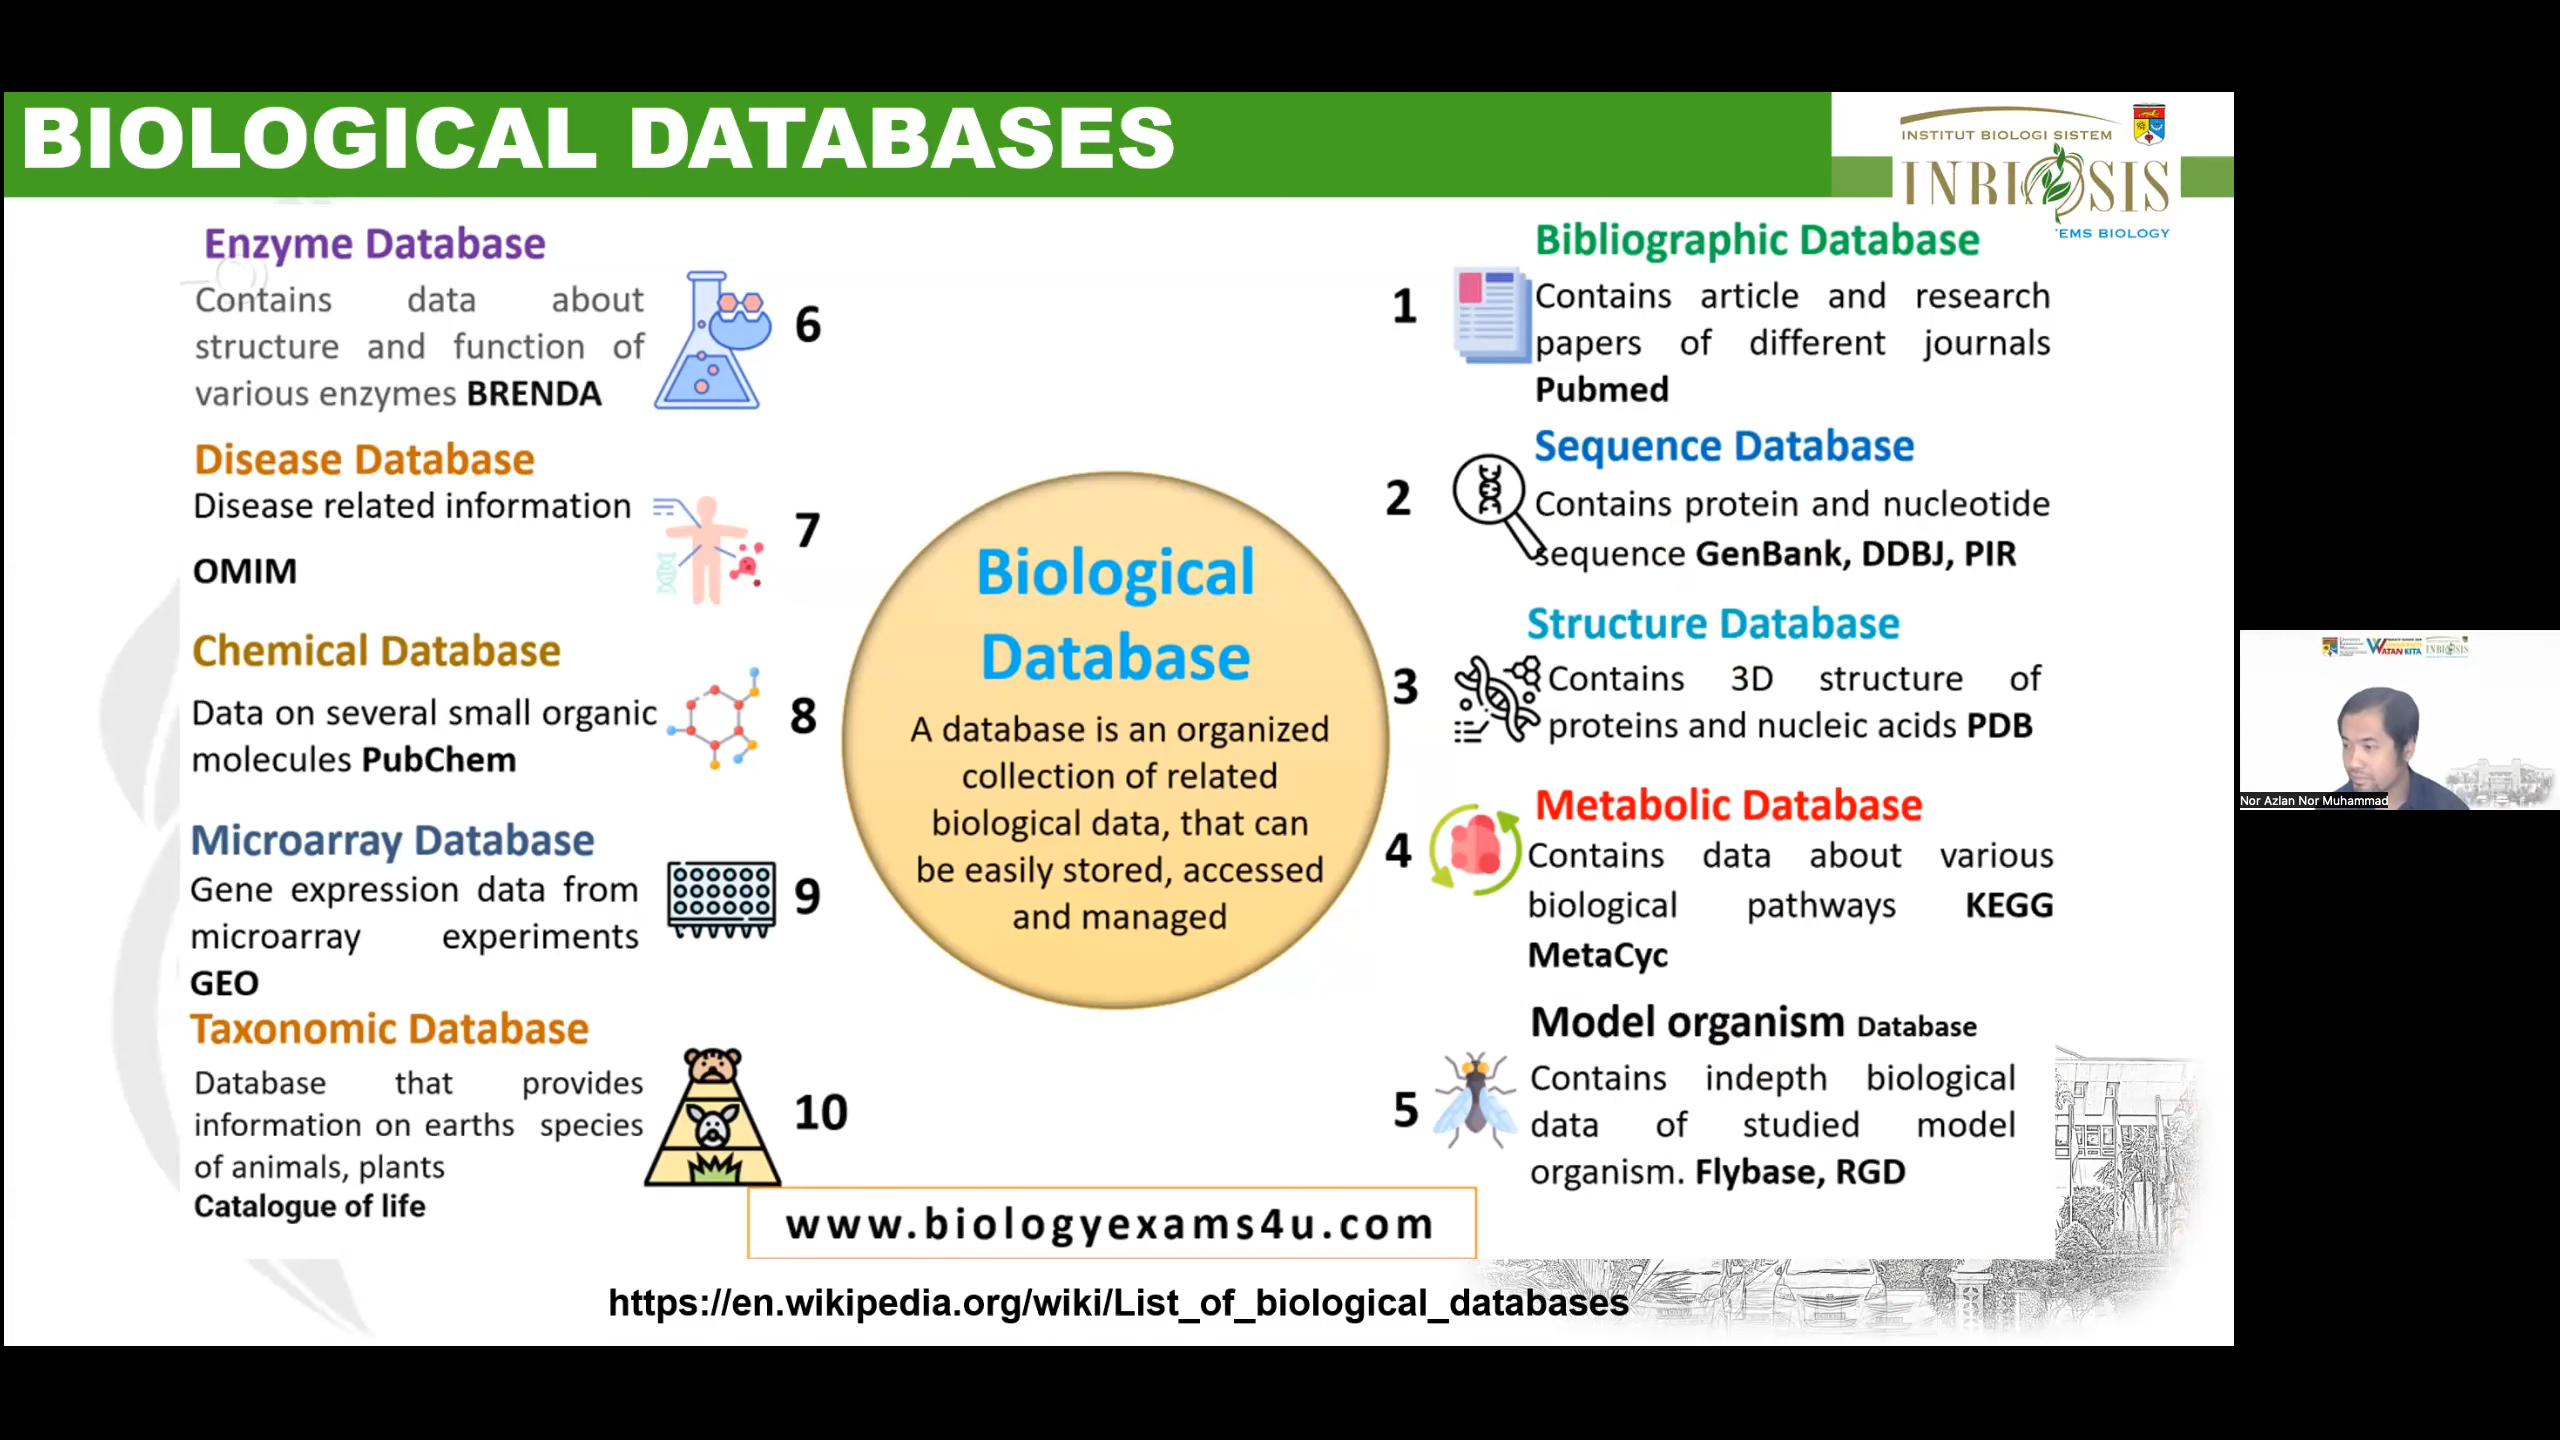 BIOLOGICAL DATABASES
INSTITUT BIOLOGI SISTEM
INBIOSIS
EMS BIOLOGY
Enzyme Database
Contains data about
structure and function of
various enzymes BRENDA
6
Disease Database
Disease related information
OMIM
7
Chemical Database
Data on several small organic
molecules PubChem
8
Microarray Database
Gene expression data from
microarray experiments
GEO
9
Taxonomic Database
Database that provides
information on earths species
of animals, plants
Catalogue of life
10
Biological
Database
A database is an organized
collection of related
biological data, that can
be easily stored, accessed
and managed
Bibliographic Database
1
Contains article and research
papers of different journals
Pubmed
Sequence Database
2
Contains protein and nucleotide
sequence GenBank, DDBJ, PIR
Structure Database
3
Contains 3D structure of
proteins and nucleic acids PDB
Metabolic Database
4
Contains data about various
biological pathways KEGG
MetaCyc
Model organism Database
5
Contains indepth biological
data of studied model
organism. Flybase, RGD
www.biologyexams4u.com
https://en.wikipedia.org/wiki/List_of_biological_databases
WATAN KITA
INBIOSIS
Nor Azlan Nor Muhammad